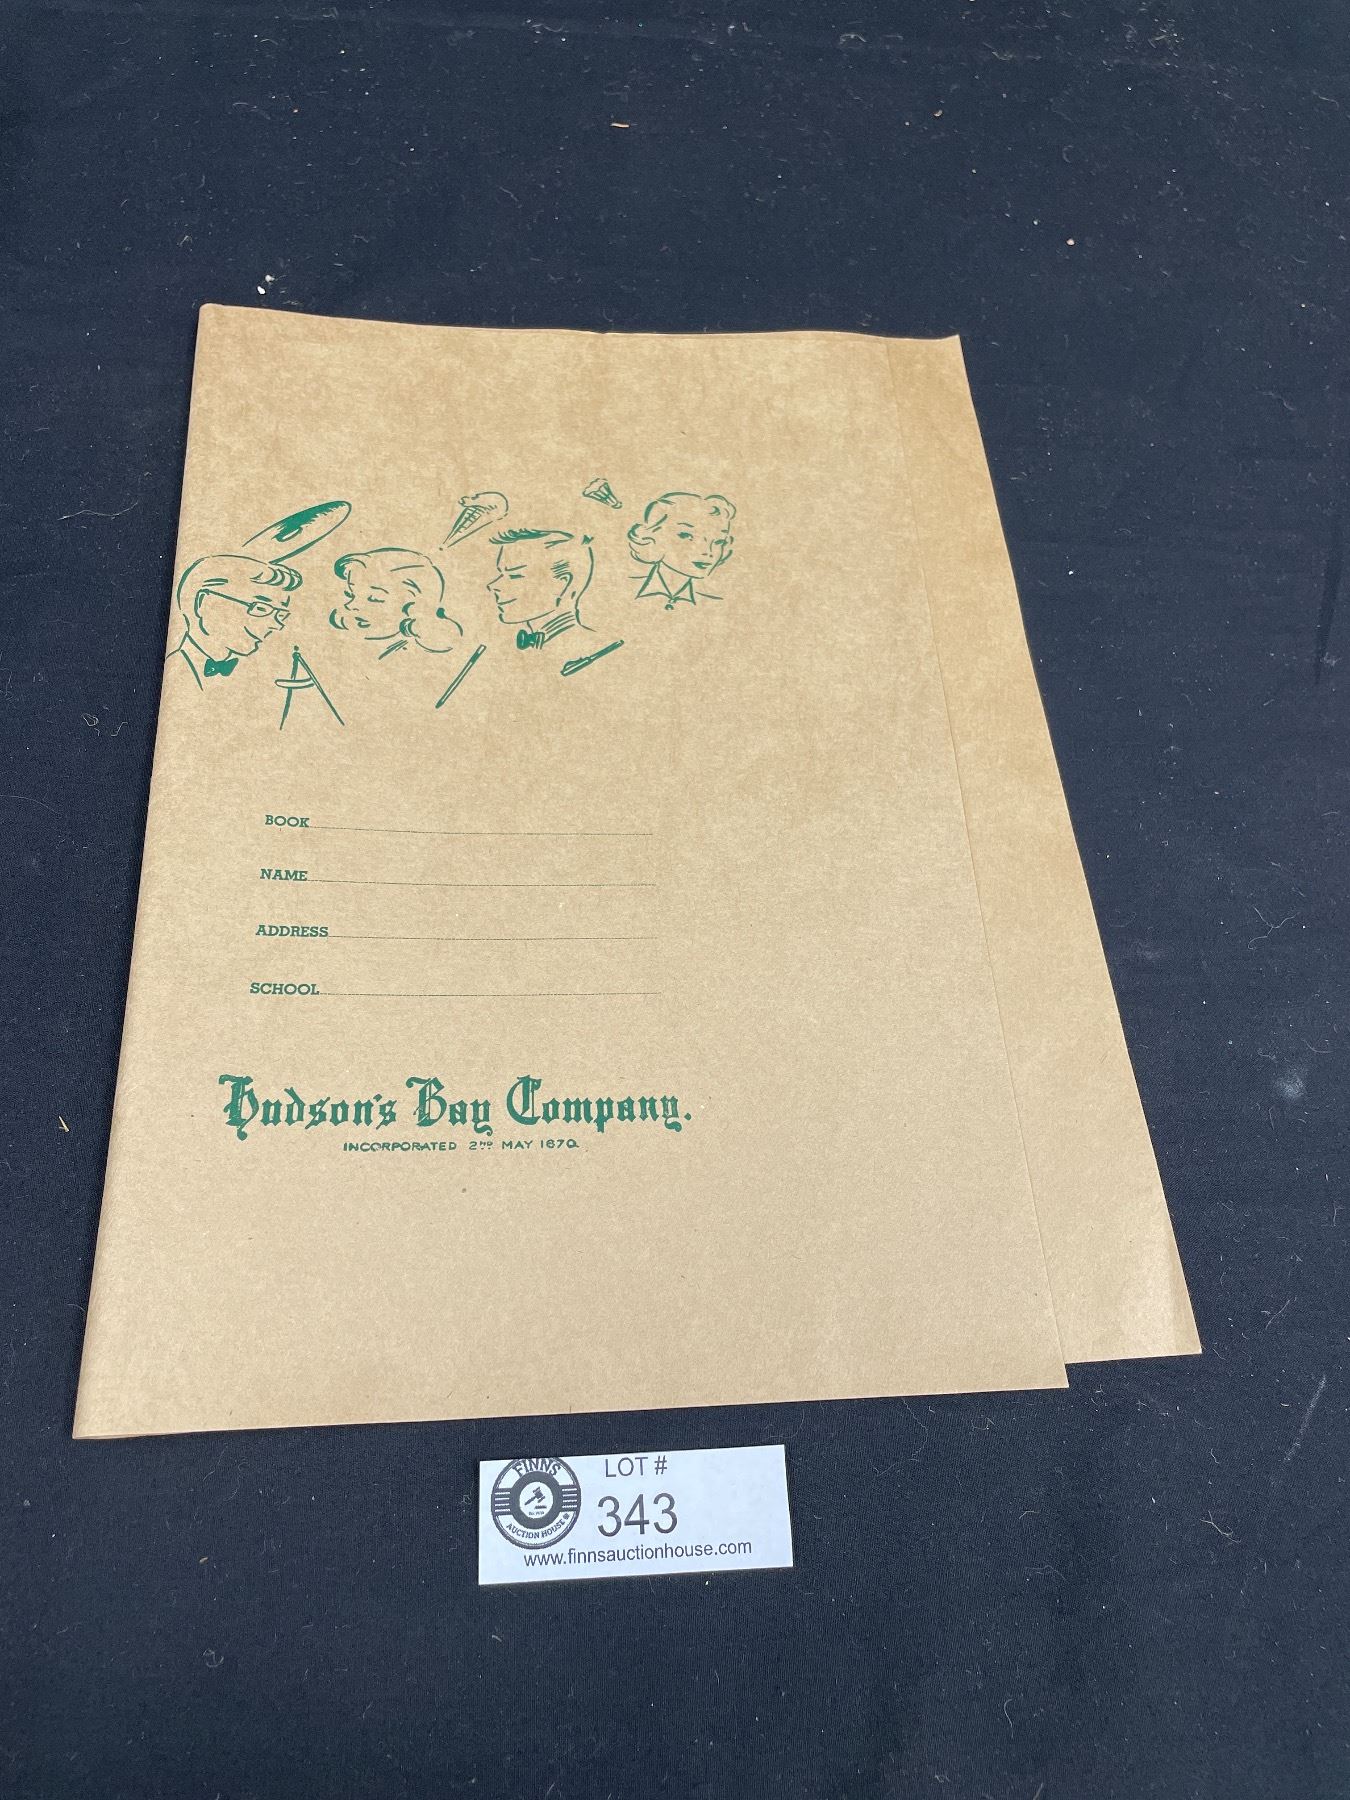 BOOK
NAME
ADDRESS
SCHOOL
Hudson's Bay Company.
INCORPORATED 2ND MAY 1670.
FINNS
AUCTION HOUSE
LOT #
343
www.finnsauctionhouse.com